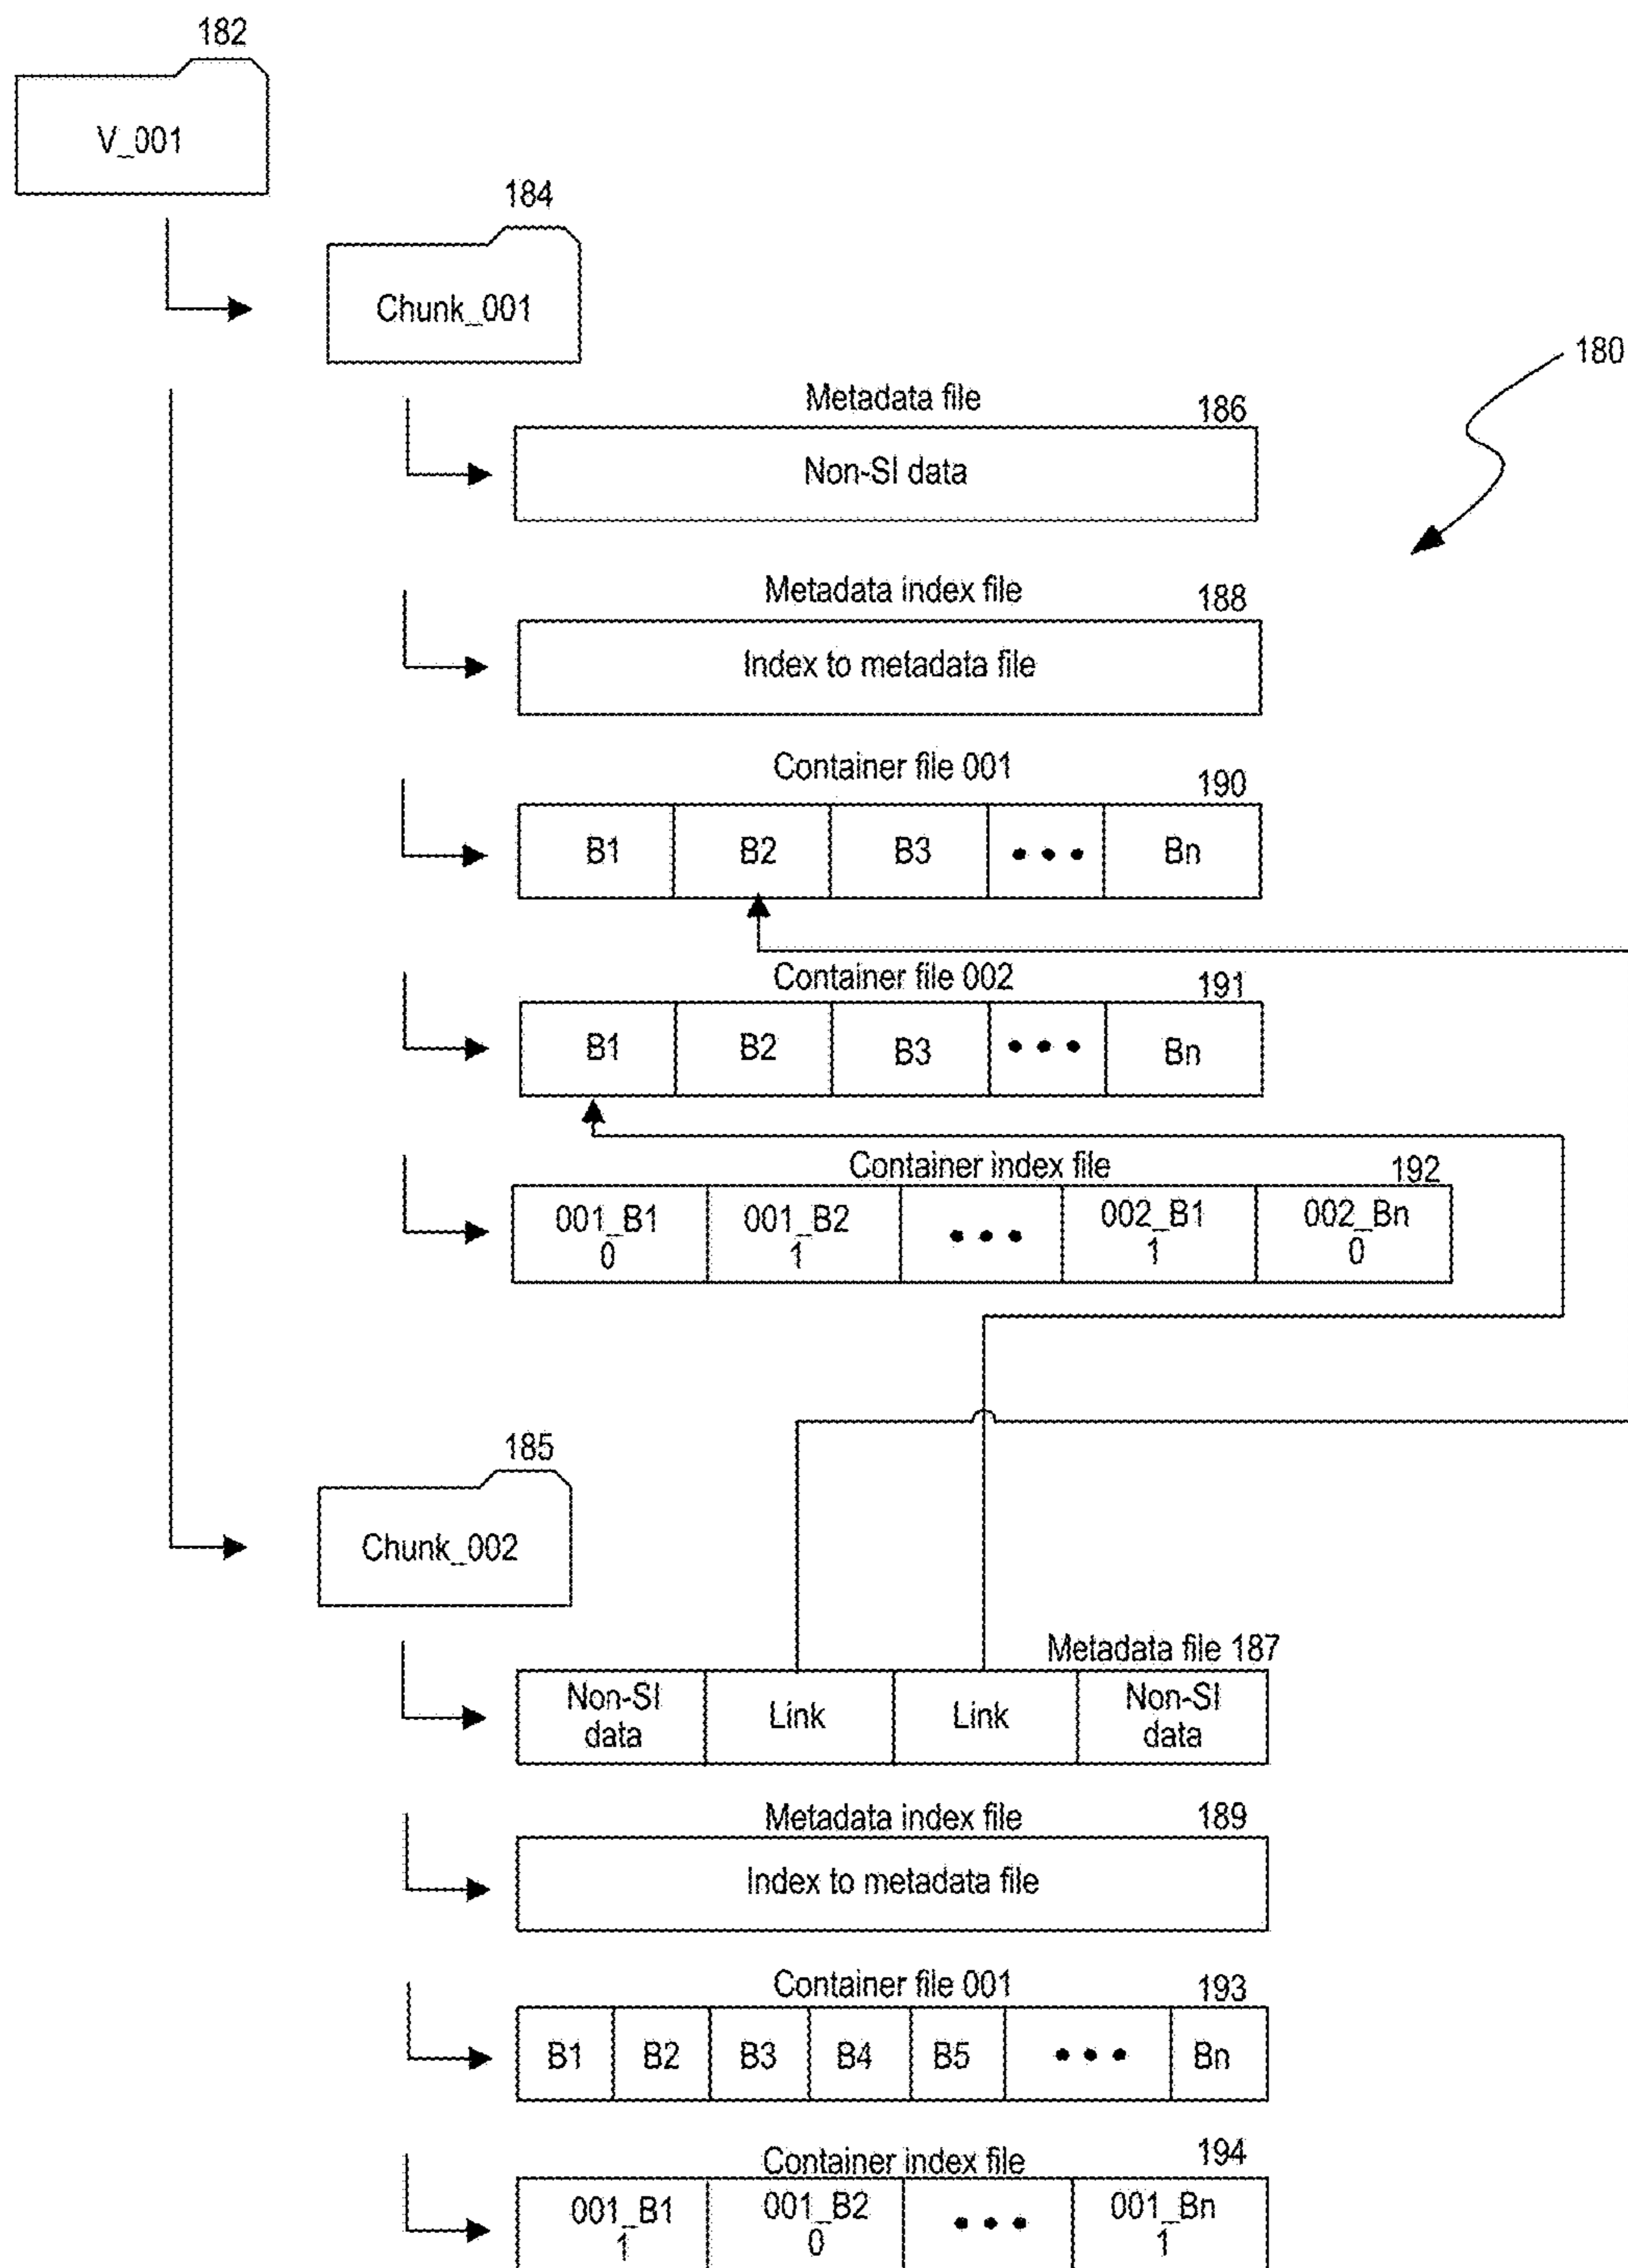 182
V_001
184
Chunk_001
180
Metadata file
186
Non-SI data
Metadata index file
188
Index to metadata file
Container file 001
190
B1 B2 B3 ••• Bn
Container file 002
191
B1 B2 B3 ••• Bn
Container index file
192
001_B1 001_B2 ••• 002_B1 002_Bn
0 1 1 0
185
Chunk_002
Metadata file 187
Non-SI Link Link Non-SI
data data
Metadata index file
189
Index to metadata file
Container file 001
193
B1 B2 B3 B4 B5 ••• Bn
Container index file
194
001_B1 001_B2 ••• 001_Bn
1 0 1